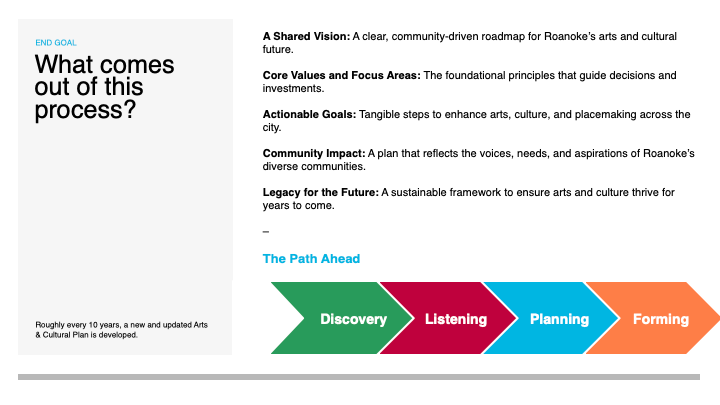 END GOAL
What comes
out of this
process?
Roughly every 10 years, a new and updated Arts
& Cultural Plan is developed.
A Shared Vision: A clear, community-driven roadmap for Roanoke’s arts and cultural
future.
Core Values and Focus Areas: The foundational principles that guide decisions and
investments.
Actionable Goals: Tangible steps to enhance arts, culture, and placemaking across the
city.
Community Impact: A plan that reflects the voices, needs, and aspirations of Roanoke’s
diverse communities.
Legacy for the Future: A sustainable framework to ensure arts and culture thrive for
years to come.
–
The Path Ahead
Discovery
Listening
Planning
Forming